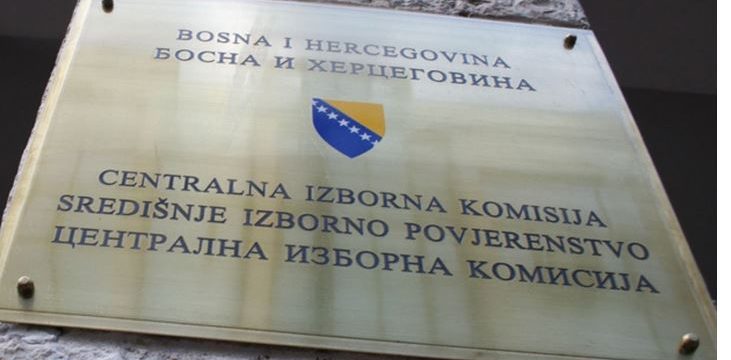 BOSNA I HERCEGOVINA
БОСНА И ХЕРЦЕГОВИНА
CENTRALNA IZBORNA KOMISIJA
SREDIŠNJE IZBORNO POVJERENSTVO
ЦЕНТРАЛНА ИЗБОРНА КОМИСИЈА